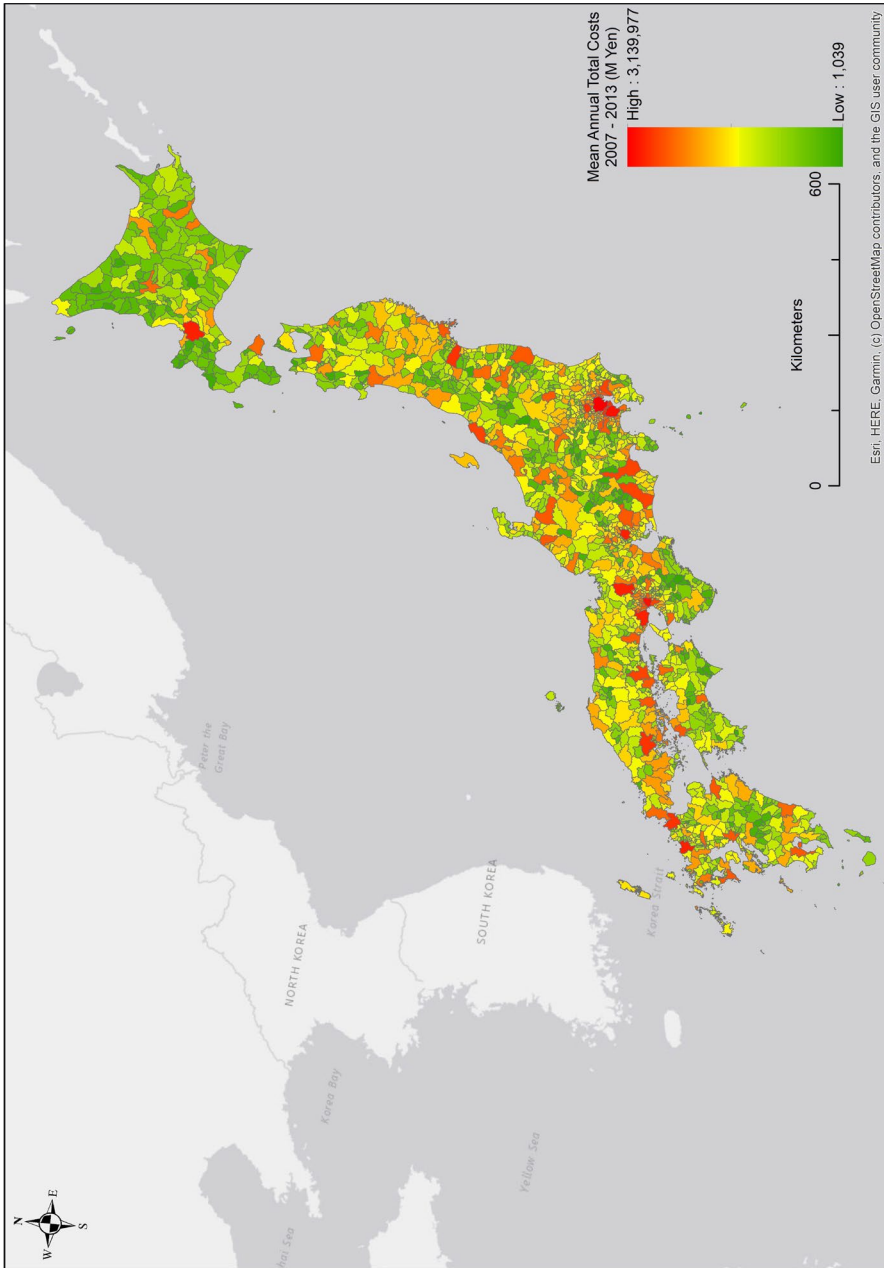 N
W
E
S
Peter the
Great Bay
NORTH KOREA
SOUTH KOREA
Korea Bay
Korea Strait
Yellow Sea
hai Sea
Mean Annual Total Costs
2007 - 2013 (M Yen)
High : 3,139,977
Low : 1,039
Kilometers
0
600
Esri, HERE, Garmin, (c) OpenStreetMap contributors, and the GIS user community